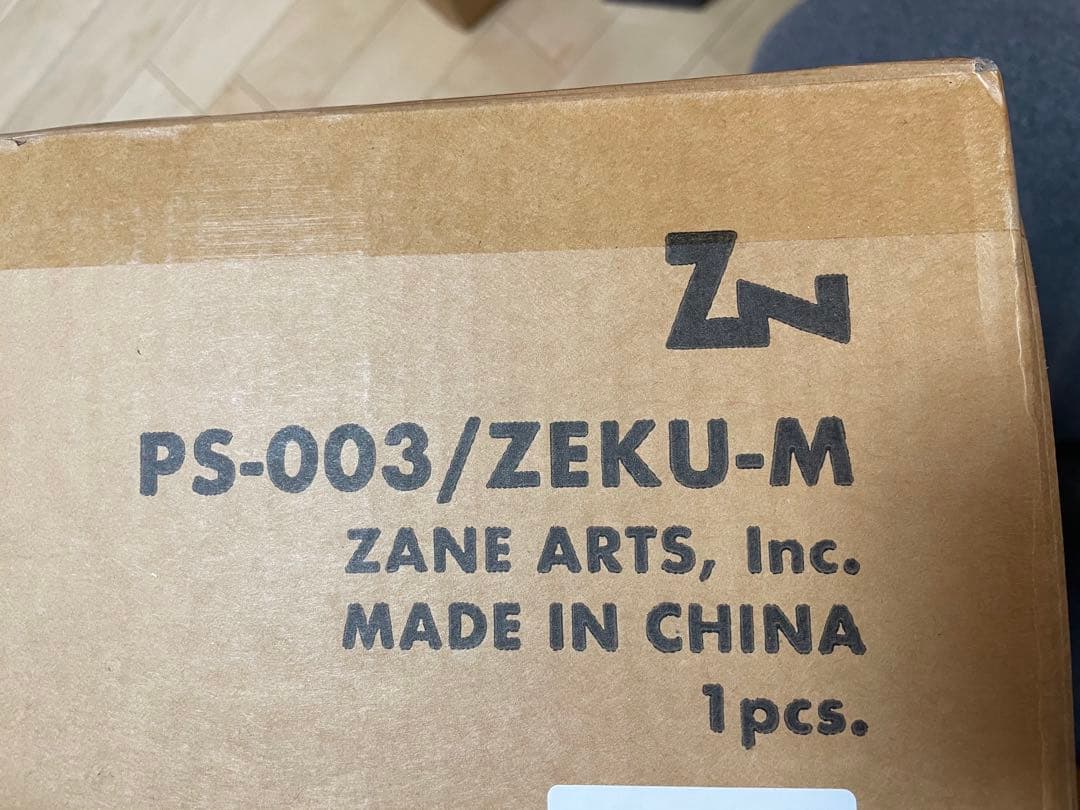 ZN
PS-003/ZEKU-M
ZANE ARTS, Inc.
MADE IN CHINA
1pcs.